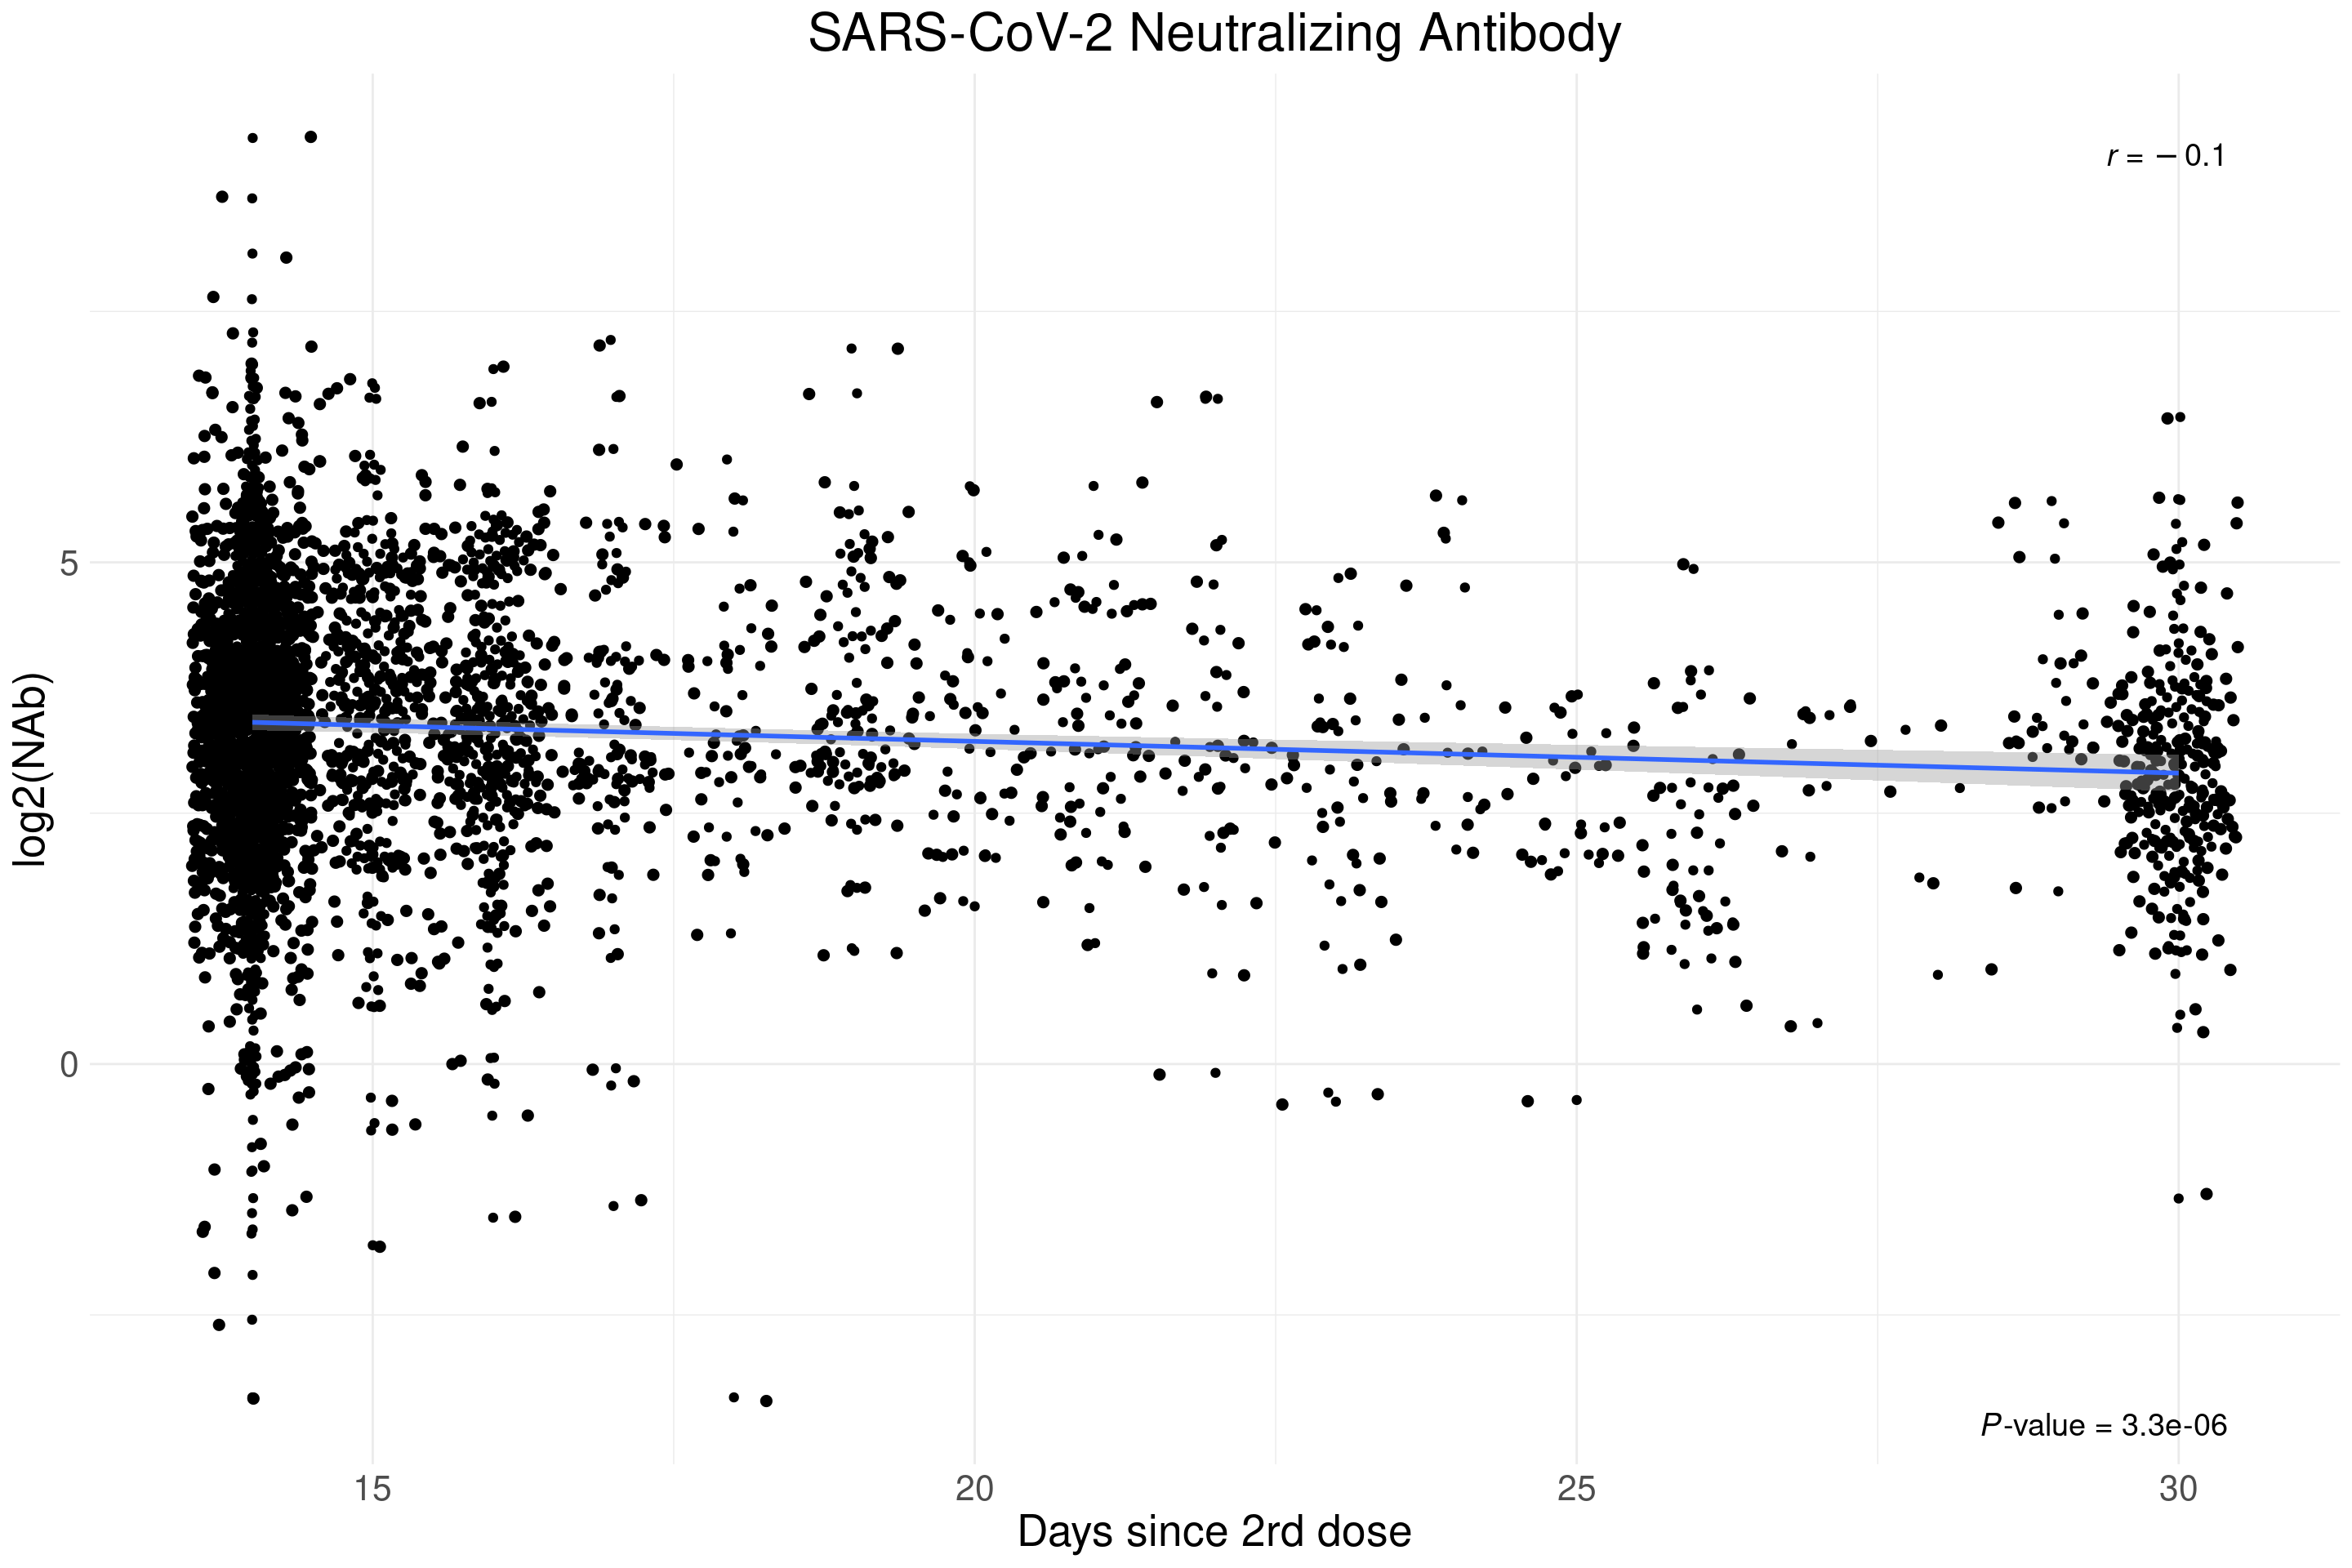 SARS-CoV-2 Neutralizing Antibody
r = − 0.1
log2(NAb)
5
0
P-value = 3.3e-06
15 20 25 30
Days since 2rd dose